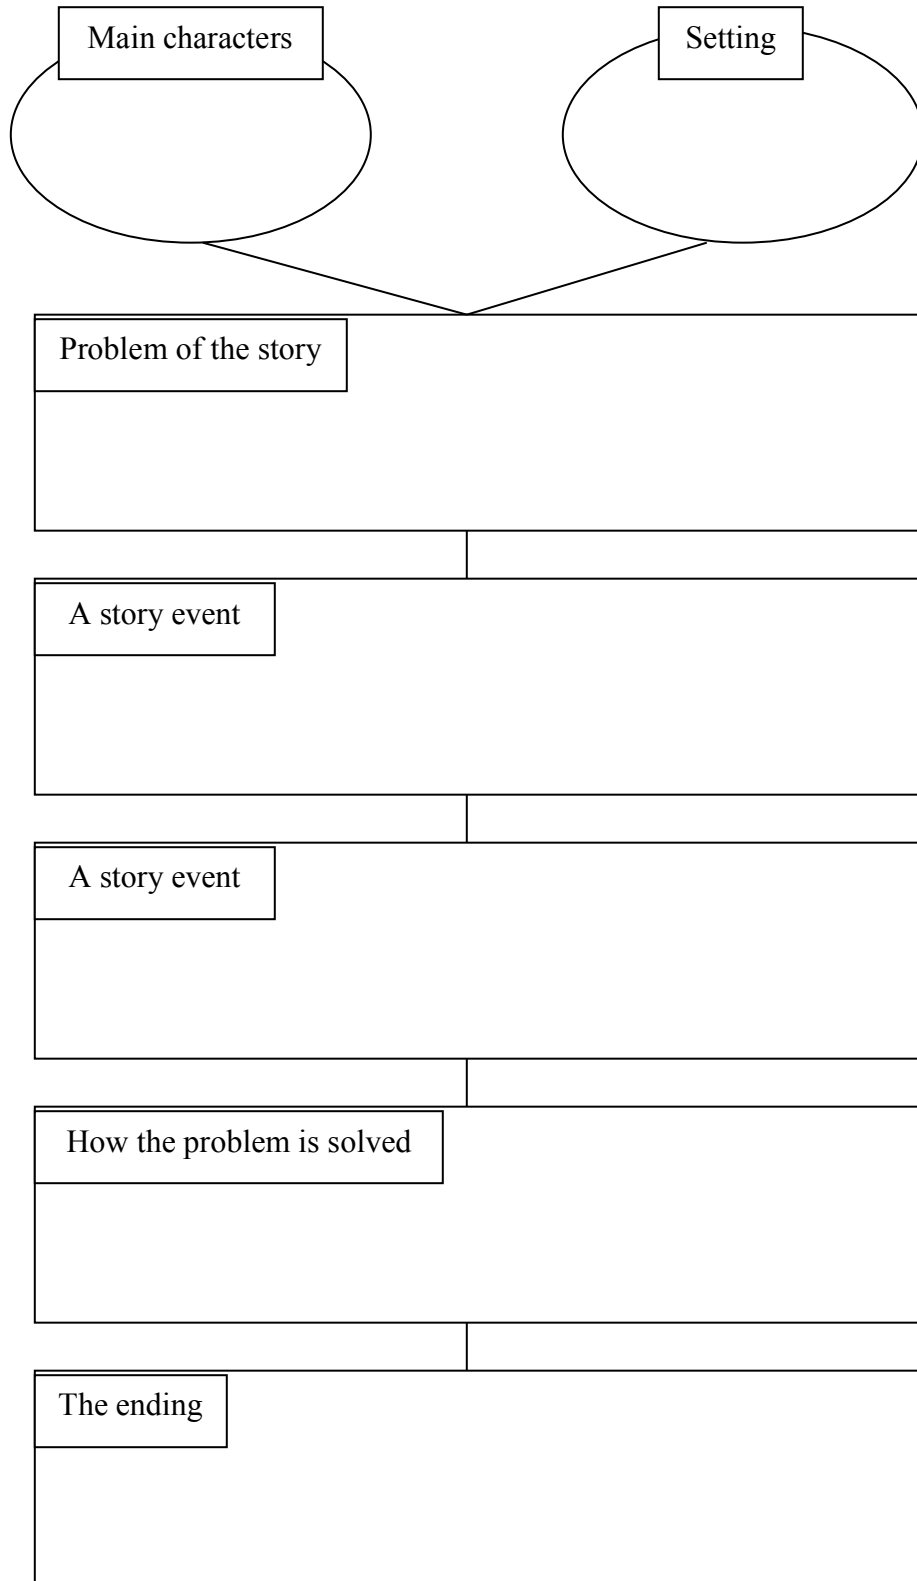 Main characters
Setting
Problem of the story
A story event
A story event
How the problem is solved
The ending